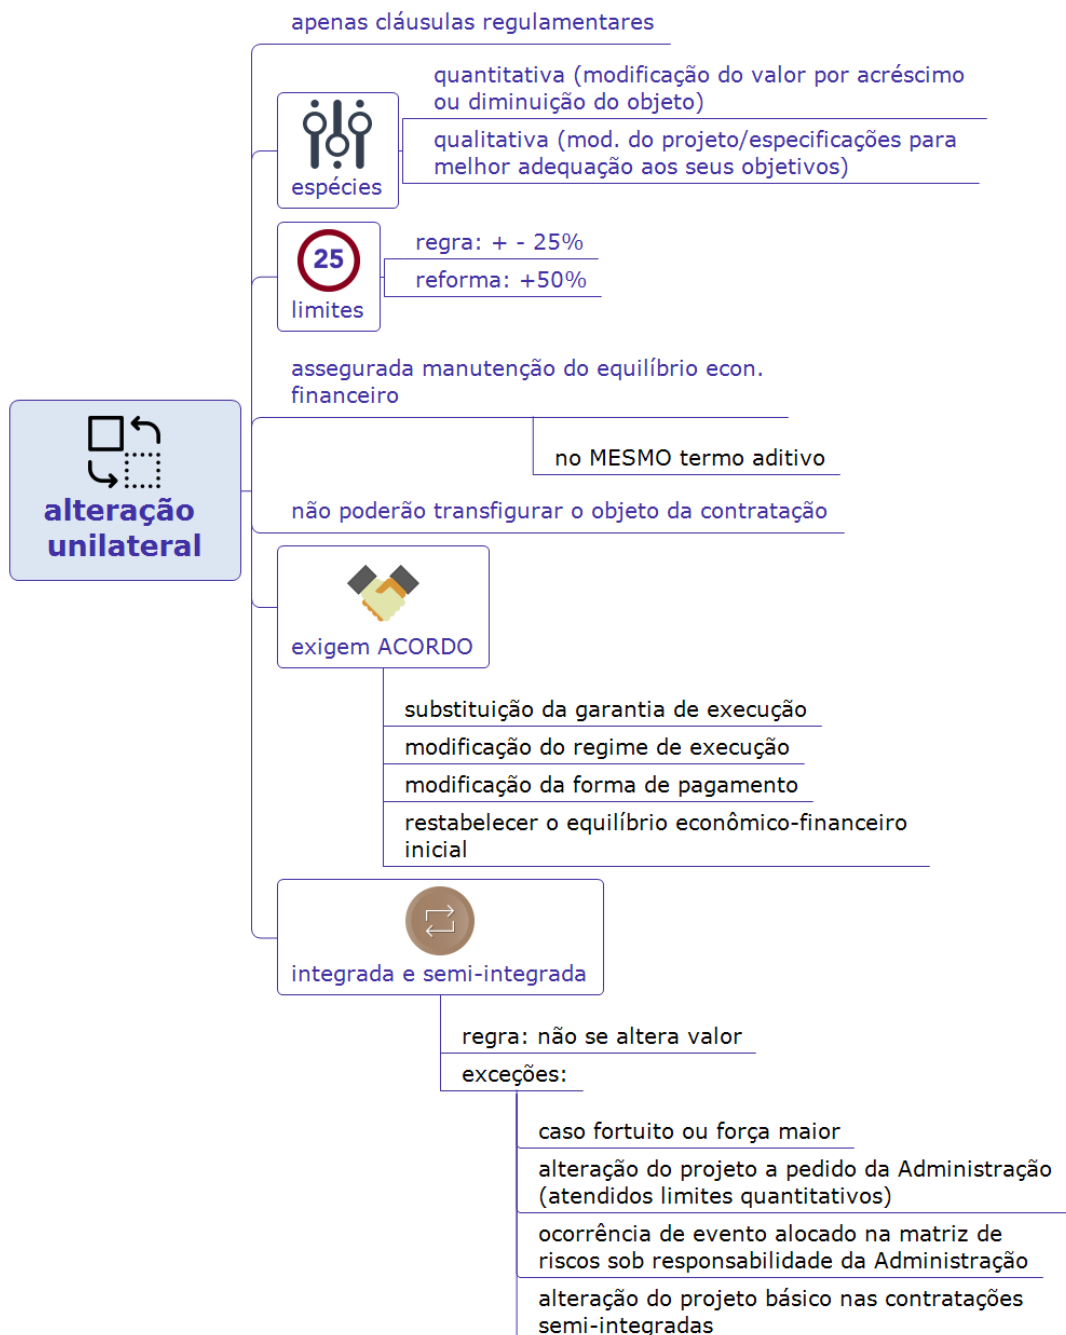 apenas cláusulas regulamentares
quantitativa (modificação do valor por acréscimo
ou diminuição do objeto)
qualitativa (mod. do projeto/especificações para
melhor adequação aos seus objetivos)
espécies
25
limites
regra: + - 25%
reforma: +50%
assegurada manutenção do equilíbrio econ.
financeiro
no MESMO termo aditivo
alteração
unilateral
não poderão transfigurar o objeto da contratação
exigem ACORDO
substituição da garantia de execução
modificação do regime de execução
modificação da forma de pagamento
restabelecer o equilíbrio econômico-financeiro
inicial
integrada e semi-integrada
regra: não se altera valor
exceções:
caso fortuito ou força maior
alteração do projeto a pedido da Administração
(atendidos limites quantitativos)
ocorrência de evento alocado na matriz de
riscos sob responsabilidade da Administração
alteração do projeto básico nas contratações
semi-integradas